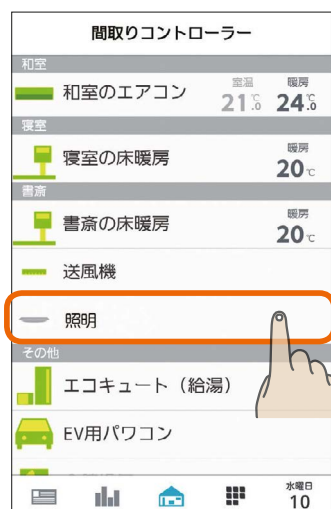 間取りコントローラー
和室
和室のエアコン
室温
21.0℃
暖房
24.0℃
寝室
寝室の床暖房
暖房
20℃
書斎
書斎の床暖房
暖房
20℃
送風機
照明
その他
エコキュート（給湯）
EV用パワコン
水曜日
10